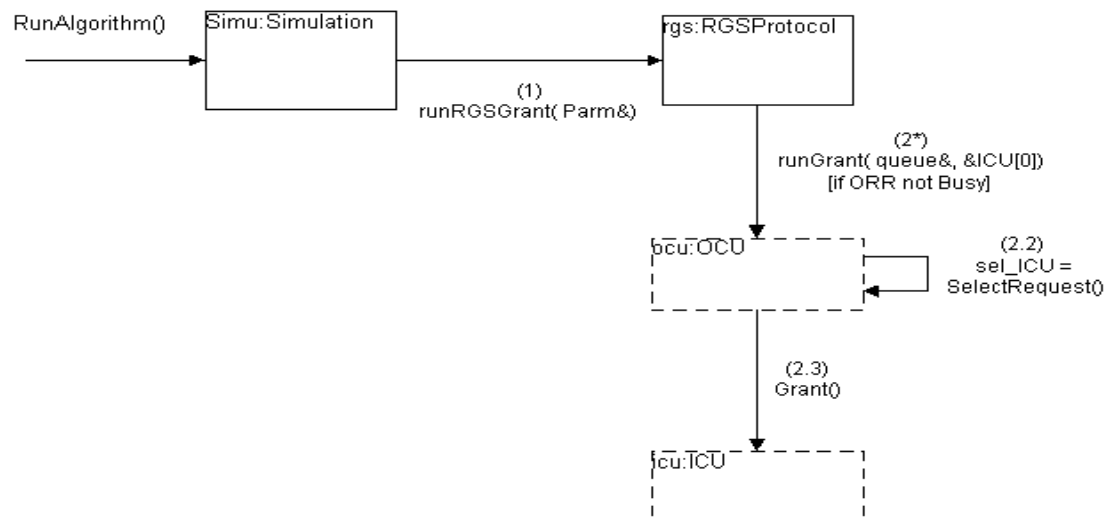 RunAlgorithm()
Simu:Simulation
rgs:RGSProtocol
(1)
runRGSGrant( Parm&)
(2*)
runGrant( queue&, &ICU[0])
[if ORR not Busy]
ocu:OCU
(2.2)
sel_ICU =
SelectRequest()
(2.3)
Grant()
icu:ICU